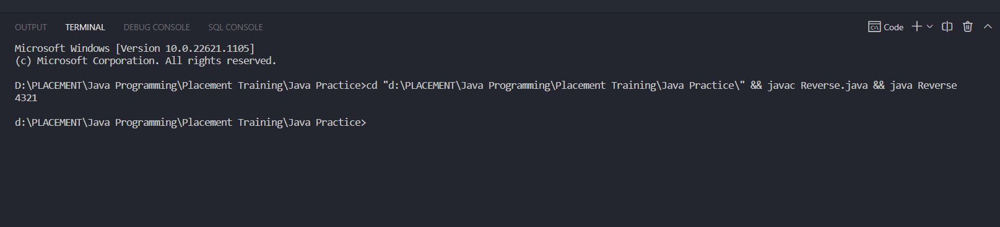 OUTPUT TERMINAL DEBUG CONSOLE SQL CONSOLE Code
Microsoft Windows [Version 10.0.22621.1105]
(c) Microsoft Corporation. All rights reserved.
D:\PLACEMENT\Java Programming\Placement Training\Java Practice>cd "d:\PLACEMENT\Java Programming\Placement Training\Java Practice\" && javac Reverse.java && java Reverse
4321
d:\PLACEMENT\Java Programming\Placement Training\Java Practice>